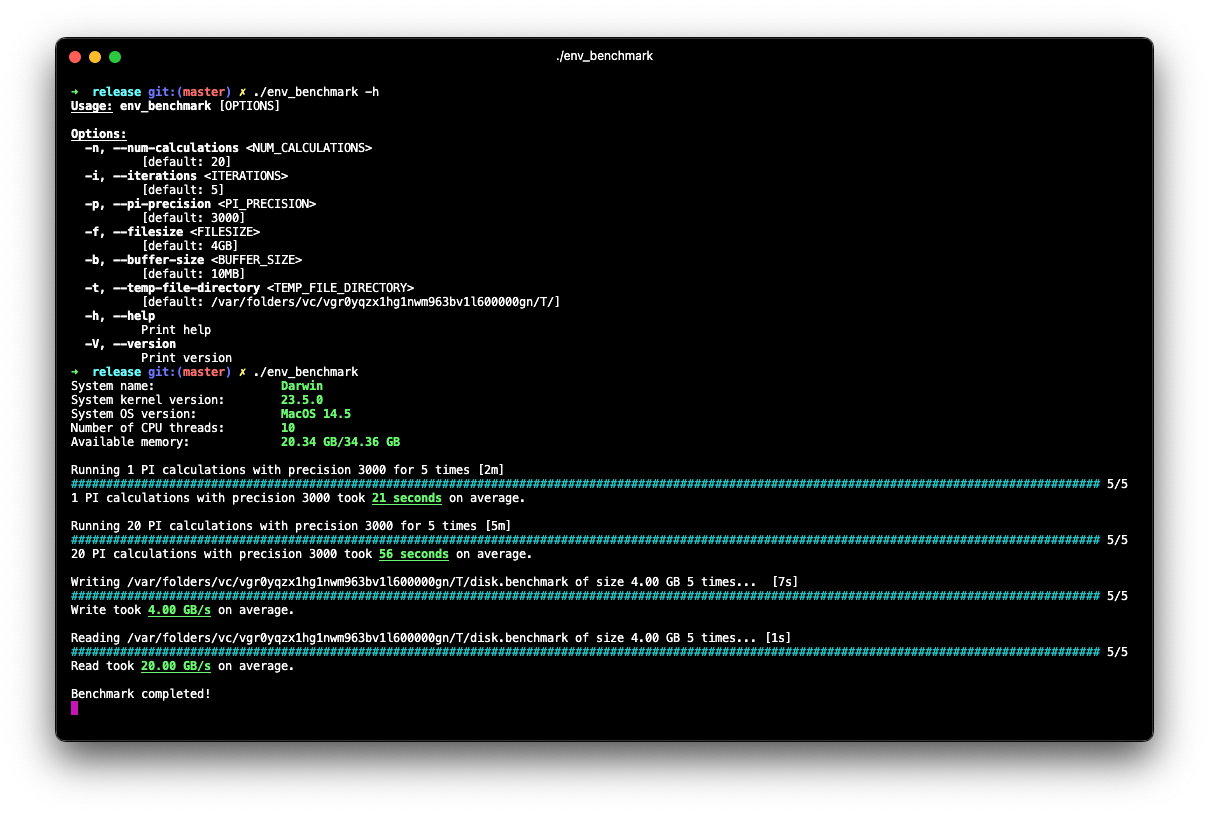 ./env_benchmark
➜  release git:(master) ✗ ./env_benchmark -h
Usage: env_benchmark [OPTIONS]
Options:
  -n, --num-calculations <NUM_CALCULATIONS>
          [default: 20]
  -i, --iterations <ITERATIONS>
          [default: 5]
  -p, --pi-precision <PI_PRECISION>
          [default: 3000]
  -f, --filesize <FILESIZE>
          [default: 4GB]
  -b, --buffer-size <BUFFER_SIZE>
          [default: 10MB]
  -t, --temp-file-directory <TEMP_FILE_DIRECTORY>
          [default: /var/folders/vc/vgr0yqzx1hg1nwm963bv1l600000gn/T/]
  -h, --help
          Print help
  -V, --version
          Print version
➜  release git:(master) ✗ ./env_benchmark
System name:                  Darwin
System kernel version:        23.5.0
System OS version:            MacOS 14.5
Number of CPU threads:        10
Available memory:             20.34 GB/34.36 GB
Running 1 PI calculations with precision 3000 for 5 times [2m]
################################################################################################################################################### 5/5
1 PI calculations with precision 3000 took 21 seconds on average.
Running 20 PI calculations with precision 3000 for 5 times [5m]
################################################################################################################################################### 5/5
20 PI calculations with precision 3000 took 56 seconds on average.
Writing /var/folders/vc/vgr0yqzx1hg1nwm963bv1l600000gn/T/disk.benchmark of size 4.00 GB 5 times...  [7s]
################################################################################################################################################### 5/5
Write took 4.00 GB/s on average.
Reading /var/folders/vc/vgr0yqzx1hg1nwm963bv1l600000gn/T/disk.benchmark of size 4.00 GB 5 times... [1s]
################################################################################################################################################### 5/5
Read took 20.00 GB/s on average.
Benchmark completed!